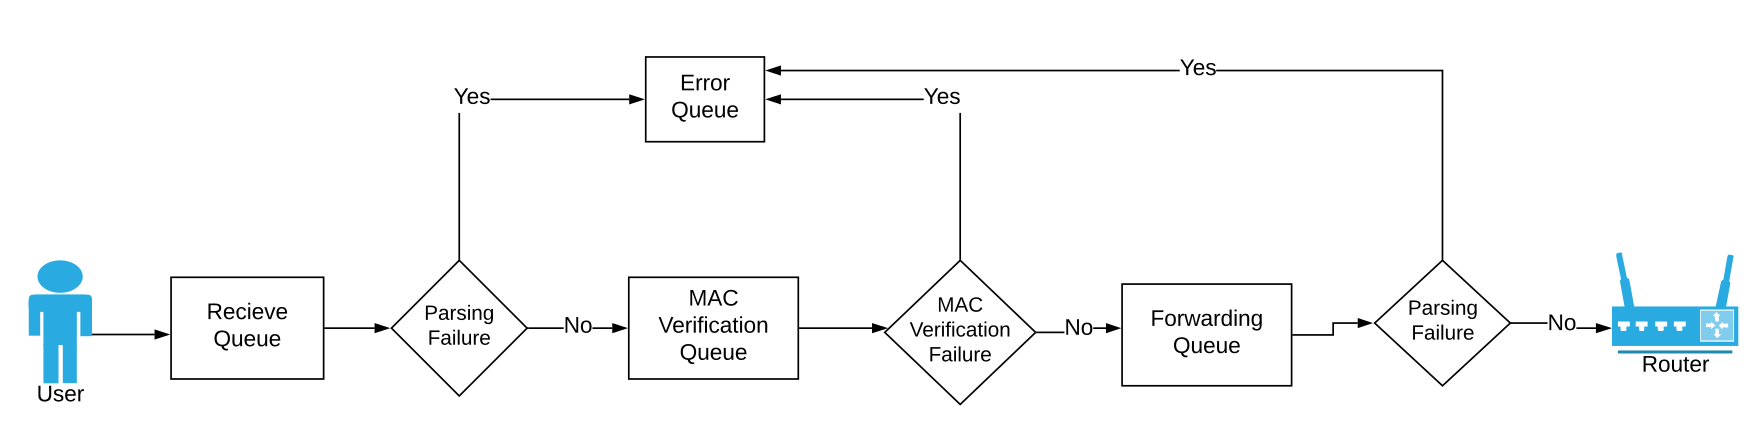 Yes
Error
Queue
Yes
Yes
User
Recieve
Queue
Parsing
Failure
No
MAC
Verification
Queue
MAC
Verification
Failure
No
Forwarding
Queue
Parsing
Failure
No
Router